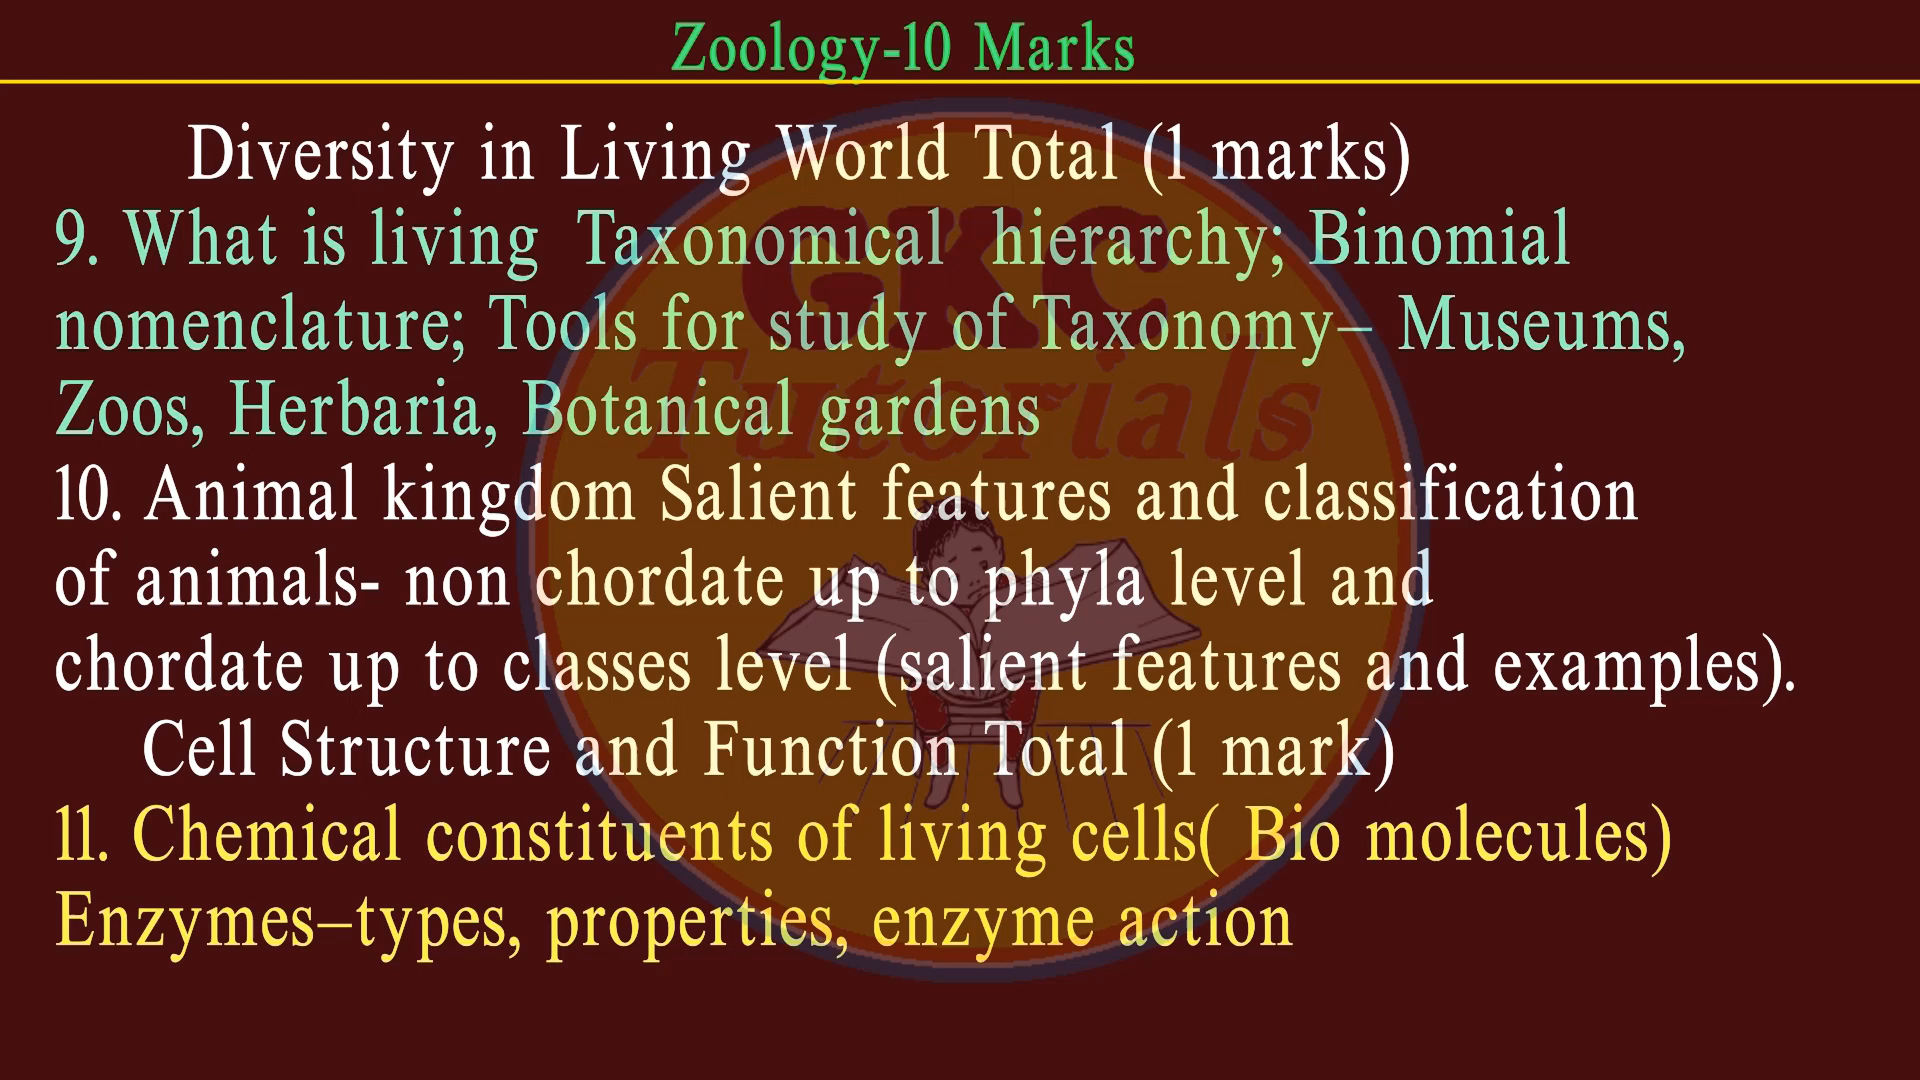 Zoology-10 Marks
Diversity in Living World Total (1 marks)
9. What is living Taxonomical hierarchy; Binomial
nomenclature; Tools for study of Taxonomy– Museums,
Zoos, Herbaria, Botanical gardens
10. Animal kingdom Salient features and classification
of animals- non chordate up to phyla level and
chordate up to classes level (salient features and examples).
Cell Structure and Function Total (1 mark)
11. Chemical constituents of living cells( Bio molecules)
Enzymes–types, properties, enzyme action
GKC
Tutorials